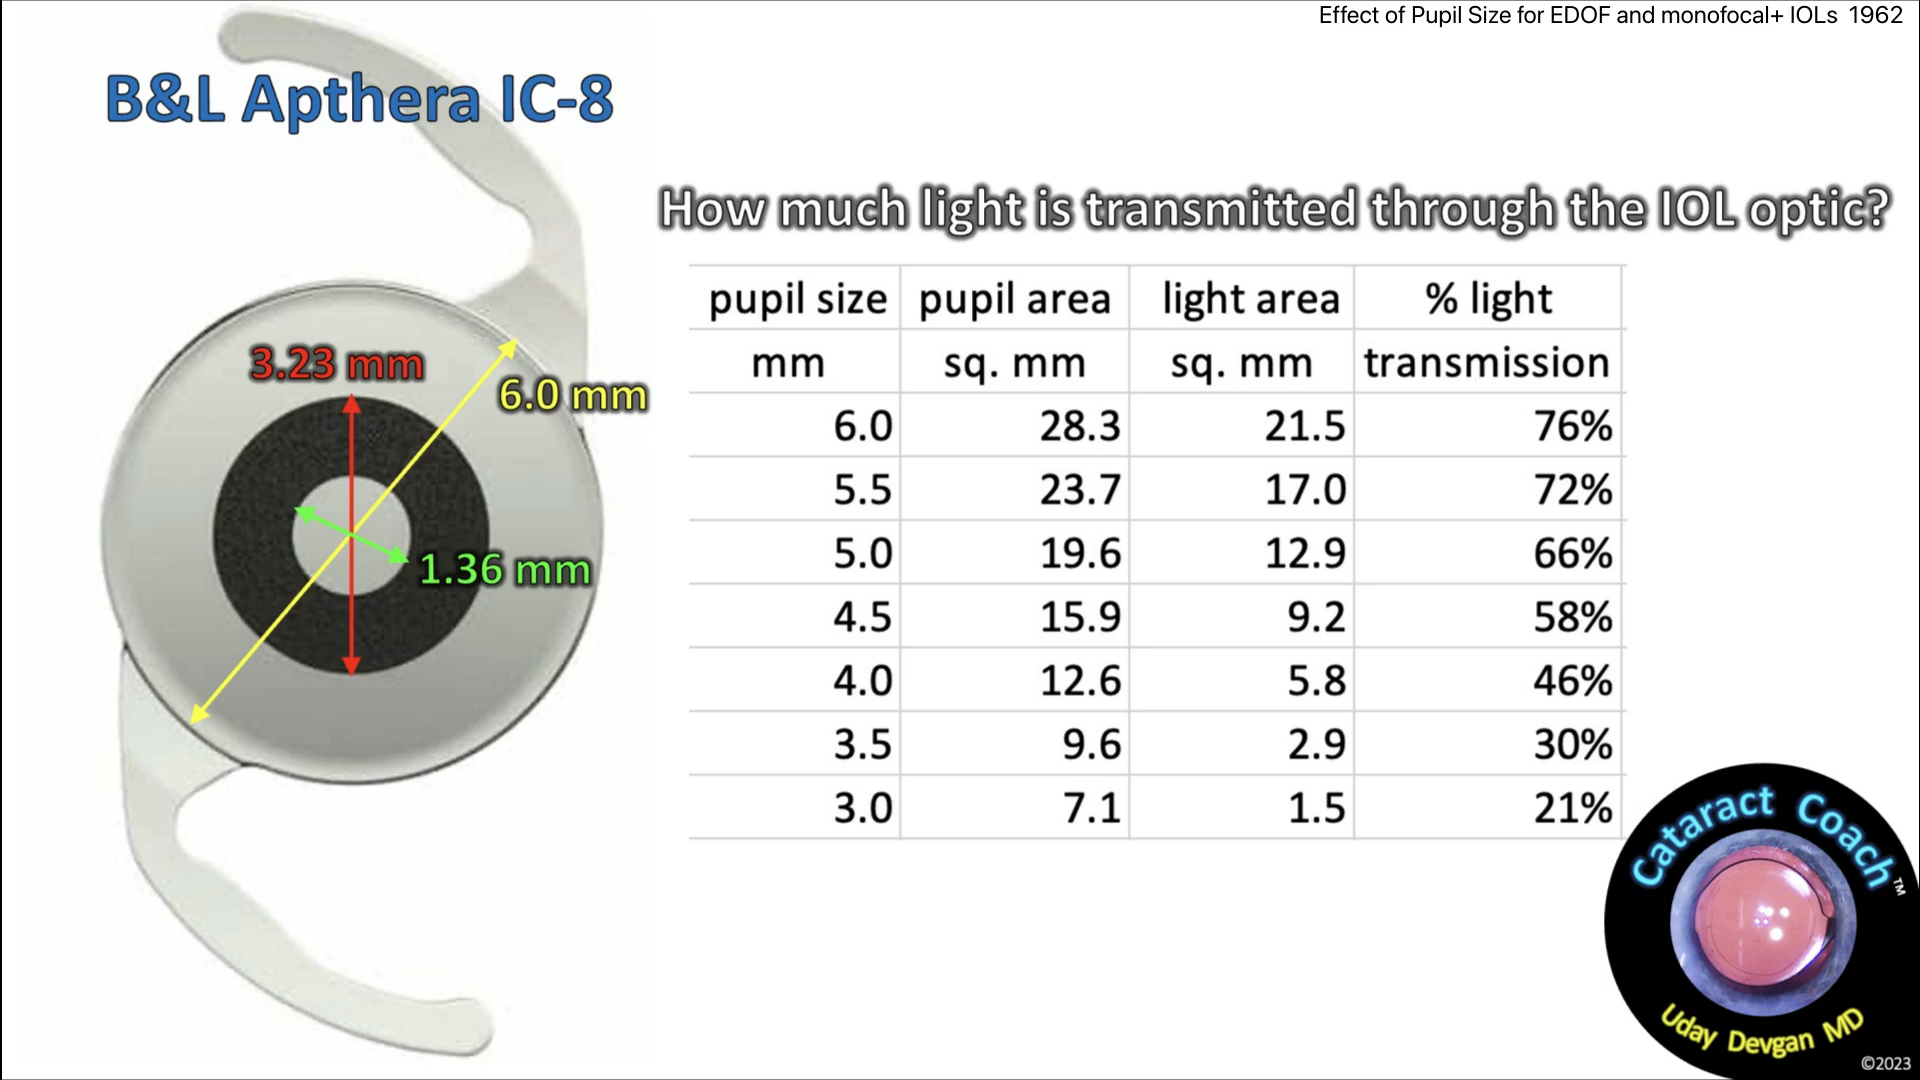 Effect of Pupil Size for EDOF and monofocal+ IOLs 1962
B&L Apthera IC-8
How much light is transmitted through the IOL optic?
3.23 mm
6.0 mm
1.36 mm
pupil size pupil area light area % light
mm sq. mm sq. mm transmission
6.0 28.3 21.5 76%
5.5 23.7 17.0 72%
5.0 19.6 12.9 66%
4.5 15.9 9.2 58%
4.0 12.6 5.8 46%
3.5 9.6 2.9 30%
3.0 7.1 1.5 21%
Cataract Coach™
Uday Devgan MD
©2023